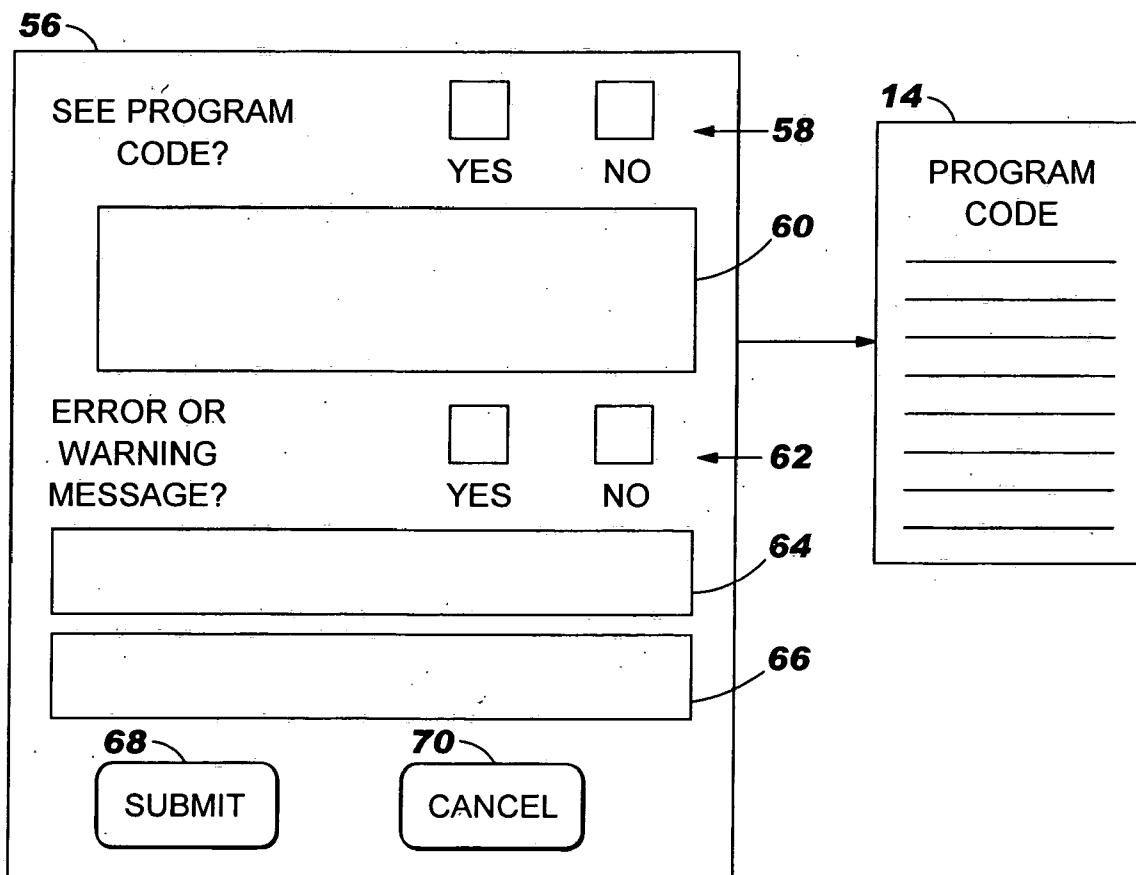 56
SEE PROGRAM
CODE?
YES
NO
58
60
ERROR OR
WARNING
MESSAGE?
YES
NO
62
64
66
68
SUBMIT
70
CANCEL
14
PROGRAM
CODE